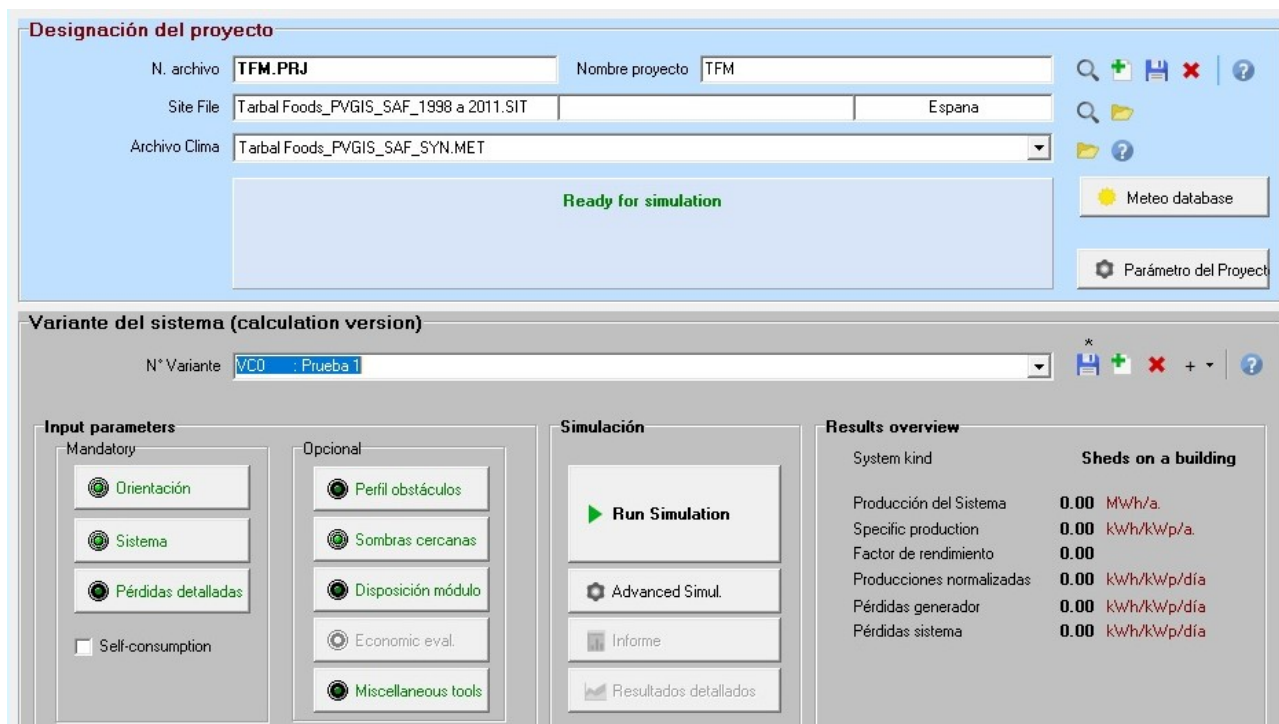 Designación del proyecto
N. archivo TFM.PRJ Nombre proyecto TFM
Site File Tarbal Foods_PVGIS_SAF_1998 a 2011.SIT Espana
Archivo Clima Tarbal Foods_PVGIS_SAF_SYN.MET
Ready for simulation
Meteo database
Parámetro del Proyect
Variante del sistema (calculation version)
N° Variante VC0 : Prueba 1
*
+
Input parameters
Mandatory
Orientación
Sistema
Pérdidas detalladas
Self-consumption
Opcional
Perfil obstáculos
Sombras cercanas
Disposición módulo
Economic eval.
Miscellaneous tools
Simulación
Run Simulation
Advanced Simul.
Informe
Resultados detallados
Results overview
System kind Sheds on a building
Producción del Sistema 0.00 MWh/a.
Specific production 0.00 kWh/kWp/a.
Factor de rendimiento 0.00
Producciones normalizadas 0.00 kWh/kWp/día
Pérdidas generador 0.00 kWh/kWp/día
Pérdidas sistema 0.00 kWh/kWp/día